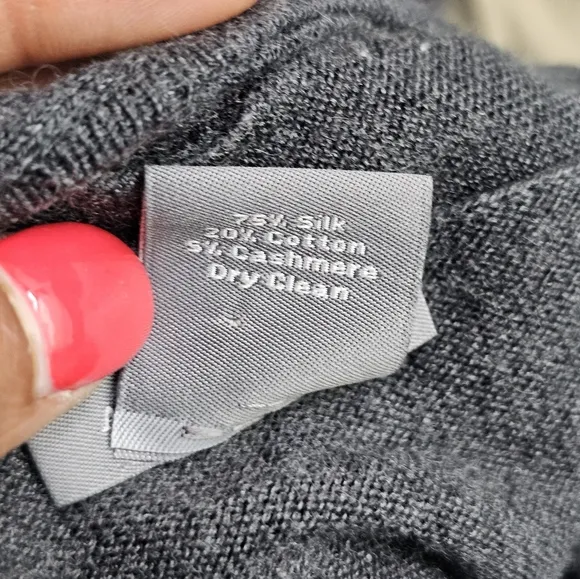 75% Silk
20% Cotton
5% Cashmere
Dry Clean